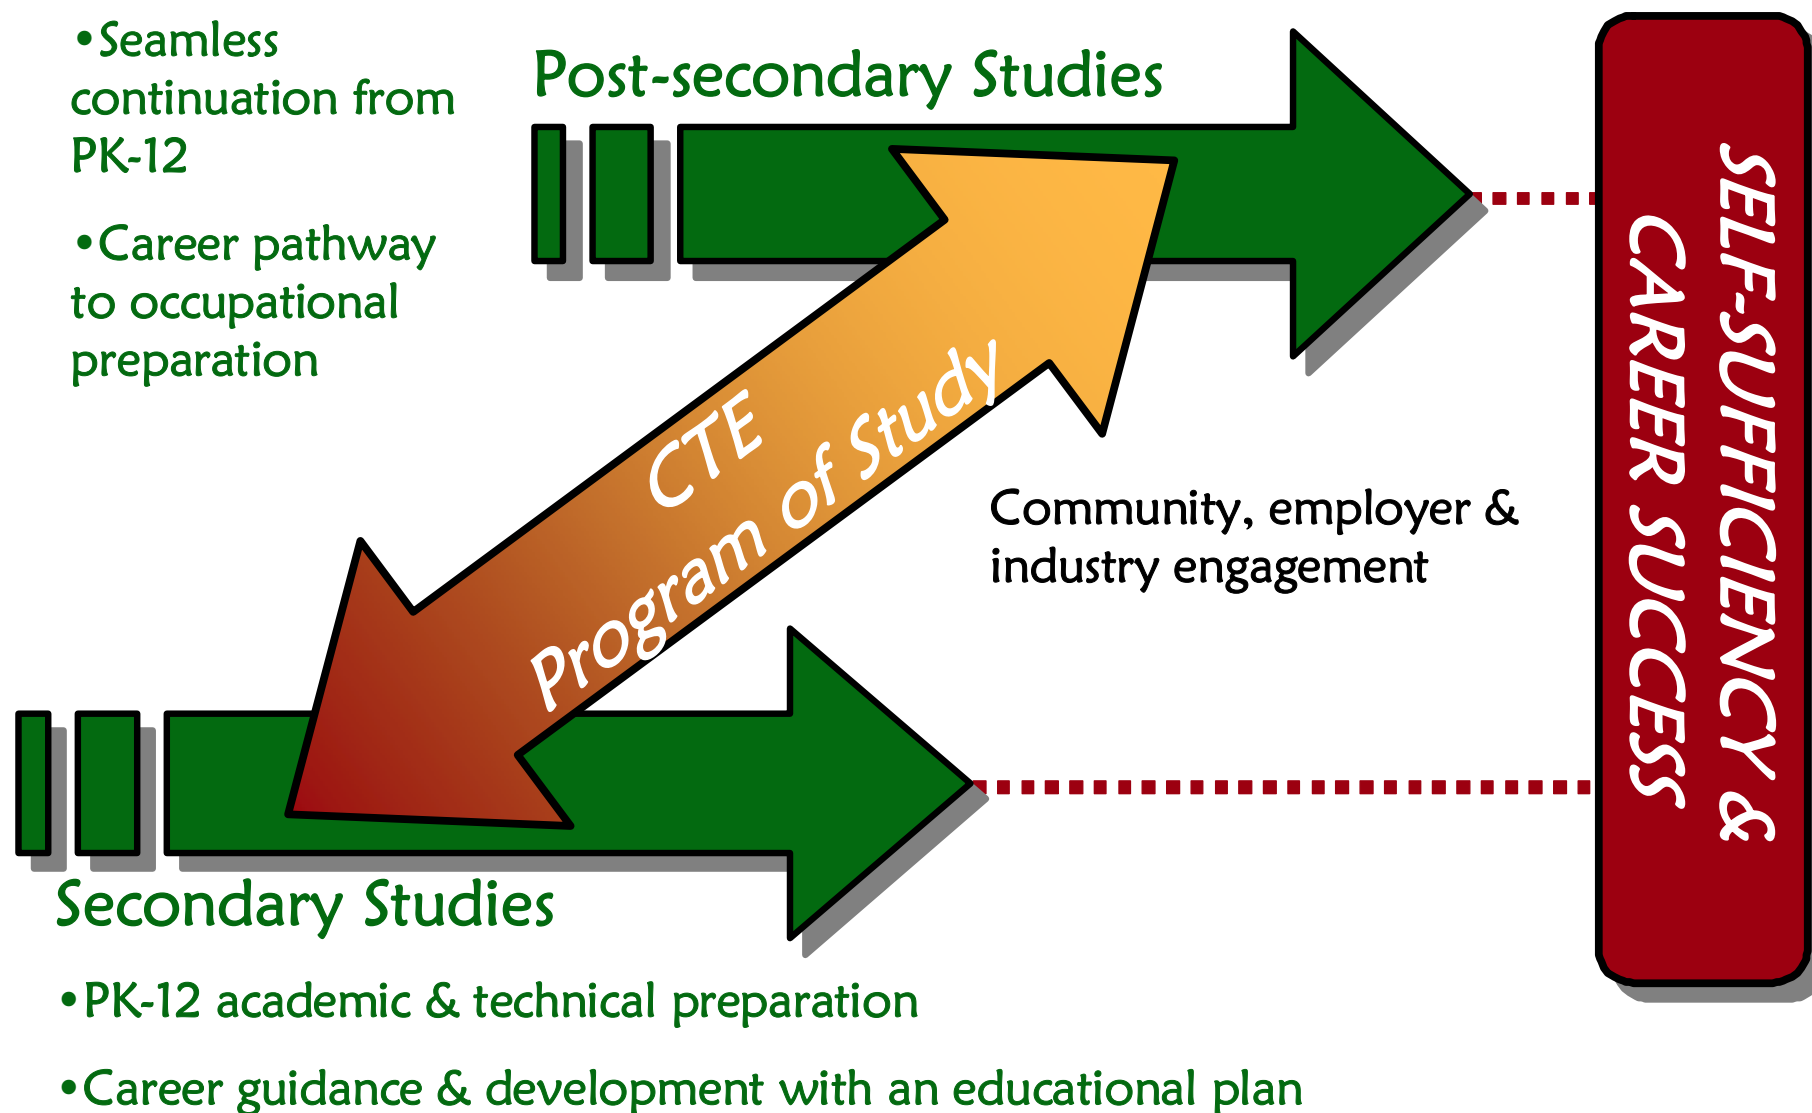 •Seamless
continuation from
PK-12
•Career pathway
to occupational
preparation
Post-secondary Studies
CTE
Program of Study
Community, employer &
industry engagement
SELF-SUFFICIENCY &
CAREER SUCCESS
Secondary Studies
•PK-12 academic & technical preparation
•Career guidance & development with an educational plan